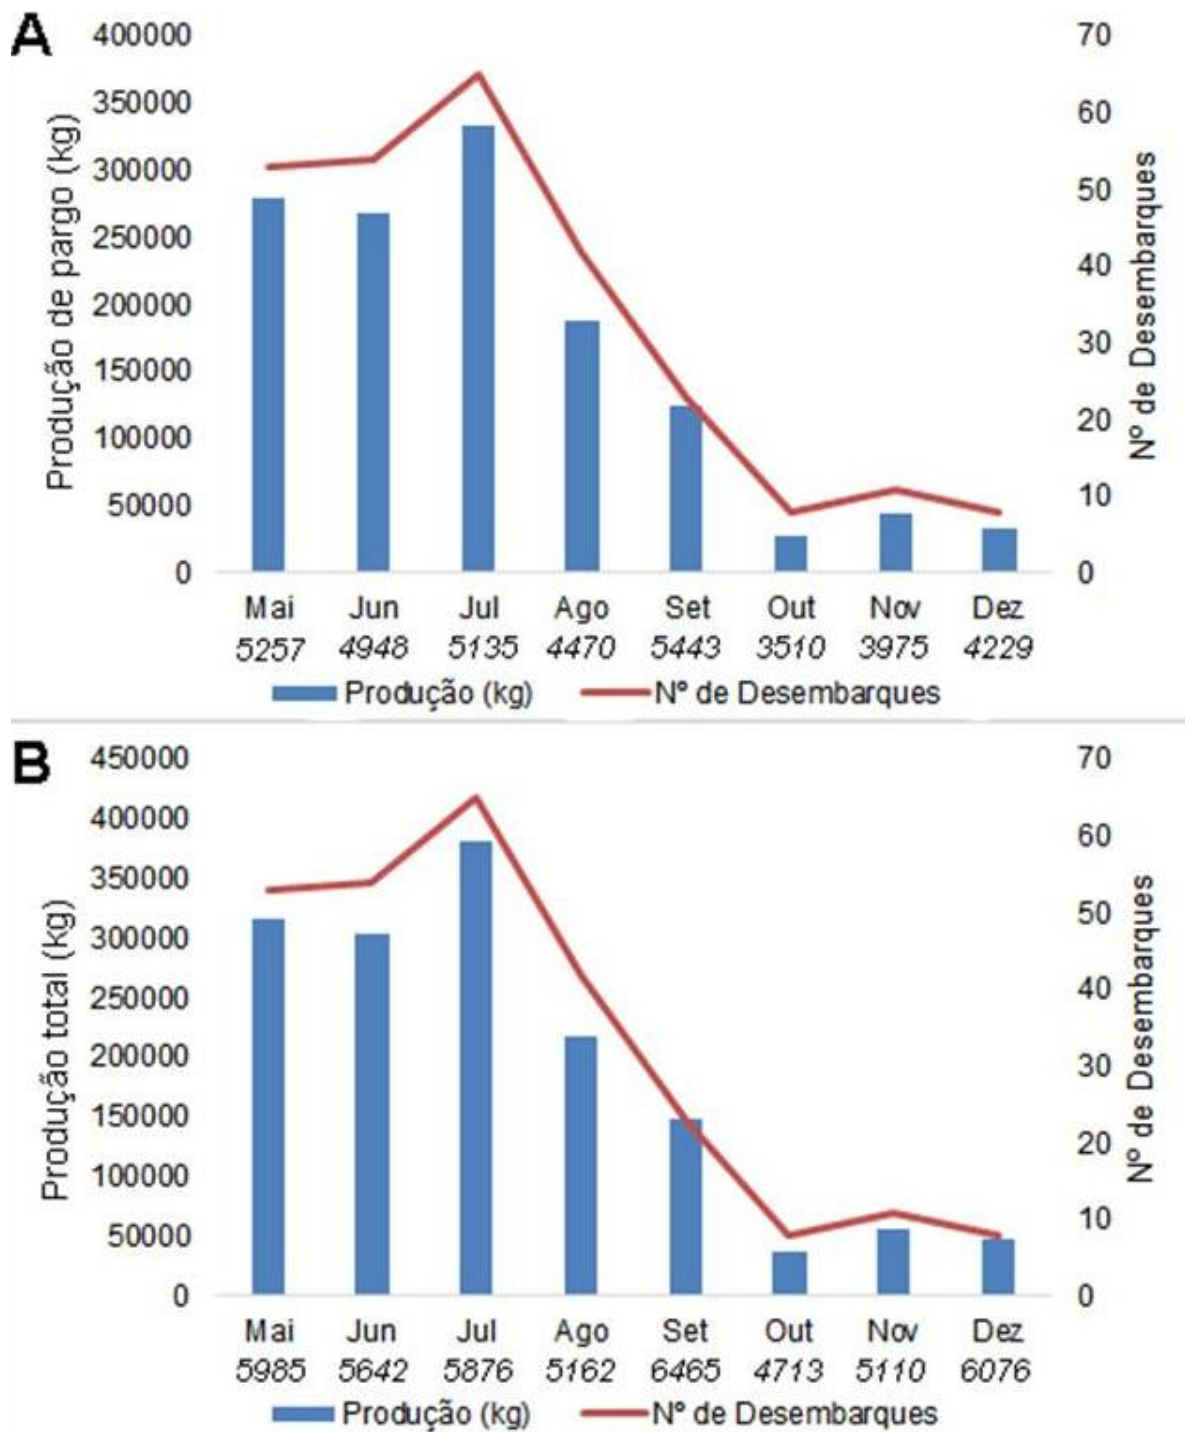 A
400000
350000
300000
250000
200000
150000
100000
50000
0
Produção de pargo (kg)
70
60
50
40
30
20
10
0
Nº de Desembarques
Mai Jun Jul Ago Set Out Nov Dez
5257 4948 5135 4470 5443 3510 3975 4229
Produção (kg) Nº de Desembarques
B
450000
400000
350000
300000
250000
200000
150000
100000
50000
0
Produção total (kg)
70
60
50
40
30
20
10
0
Nº de Desembarques
Mai Jun Jul Ago Set Out Nov Dez
5985 5642 5876 5162 6465 4713 5110 6076
Produção (kg) Nº de Desembarques